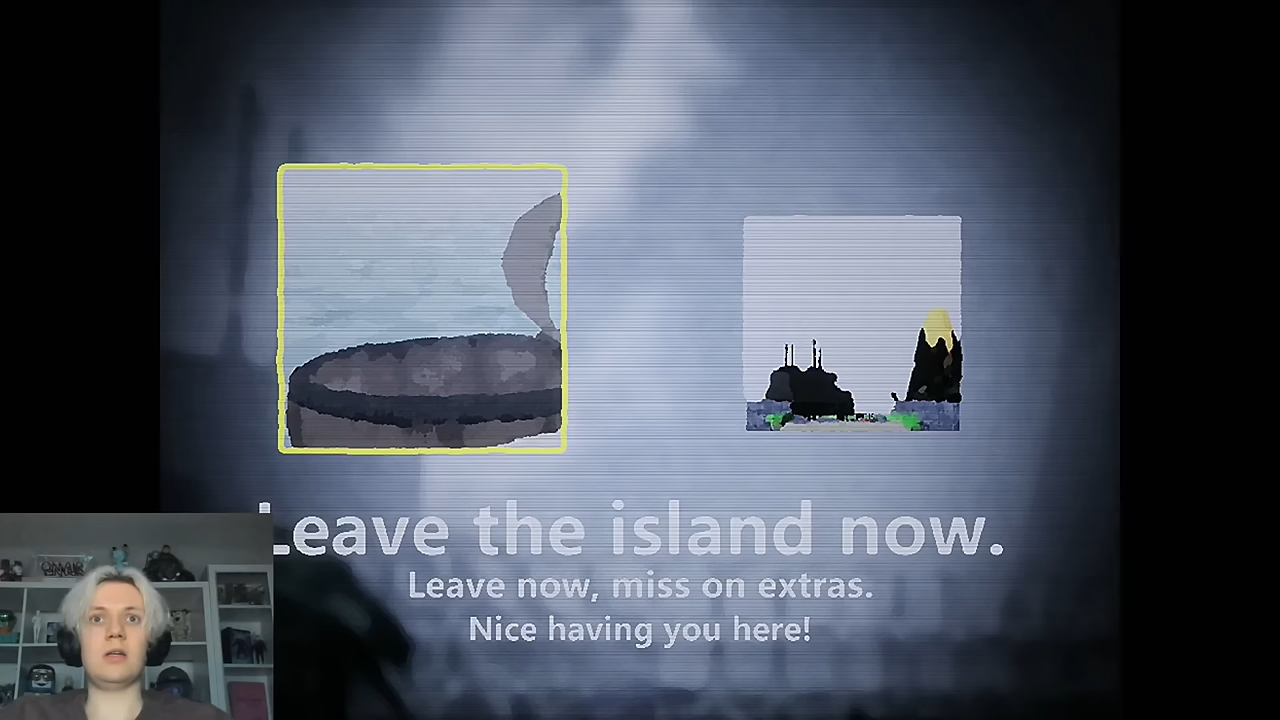 Leave the island now.
Leave now, miss on extras.
Nice having you here!